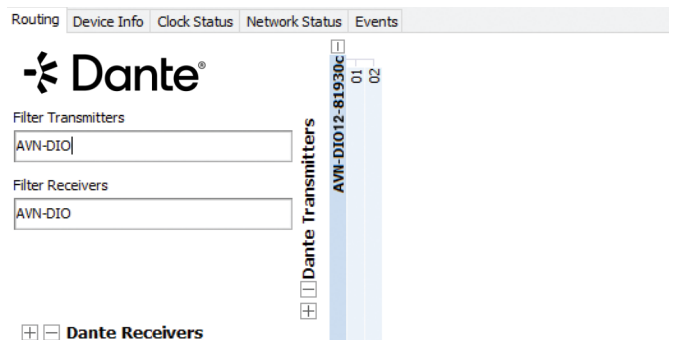 Routing Device Info Clock Status Network Status Events
Dante®
Filter Transmitters
AVN-DIO
Filter Receivers
AVN-DIO
Dante Transmitters
AVN-DIO12-81930c
01
02
Dante Receivers